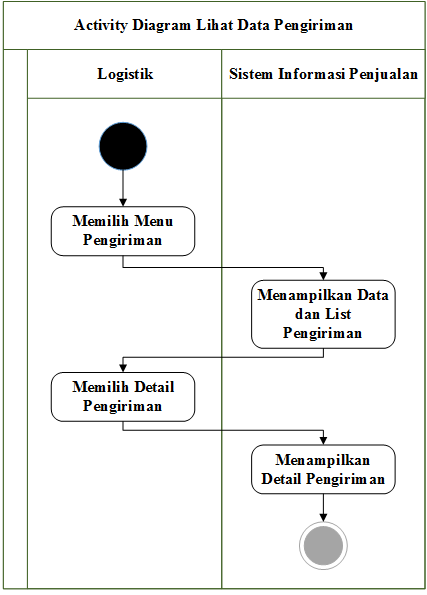 Activity Diagram Lihat Data Pengiriman
Logistik
Sistem Informasi Penjualan
Memilih Menu
Pengiriman
Menampilkan Data
dan List
Pengiriman
Memilih Detail
Pengiriman
Menampilkan
Detail Pengiriman